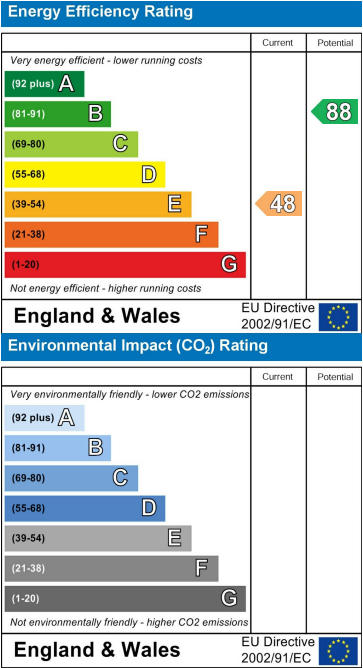 Energy Efficiency Rating
Current Potential
Very energy efficient - lower running costs
(92 plus) A
(81-91) B
88
(69-80) C
(55-68) D
(39-54) E
48
(21-38) F
(1-20) G
Not energy efficient - higher running costs
England & Wales
EU Directive
2002/91/EC
Environmental Impact (CO₂) Rating
Current Potential
Very environmentally friendly - lower CO2 emissions
(92 plus) A
(81-91) B
(69-80) C
(55-68) D
(39-54) E
(21-38) F
(1-20) G
Not environmentally friendly - higher CO2 emissions
England & Wales
EU Directive
2002/91/EC